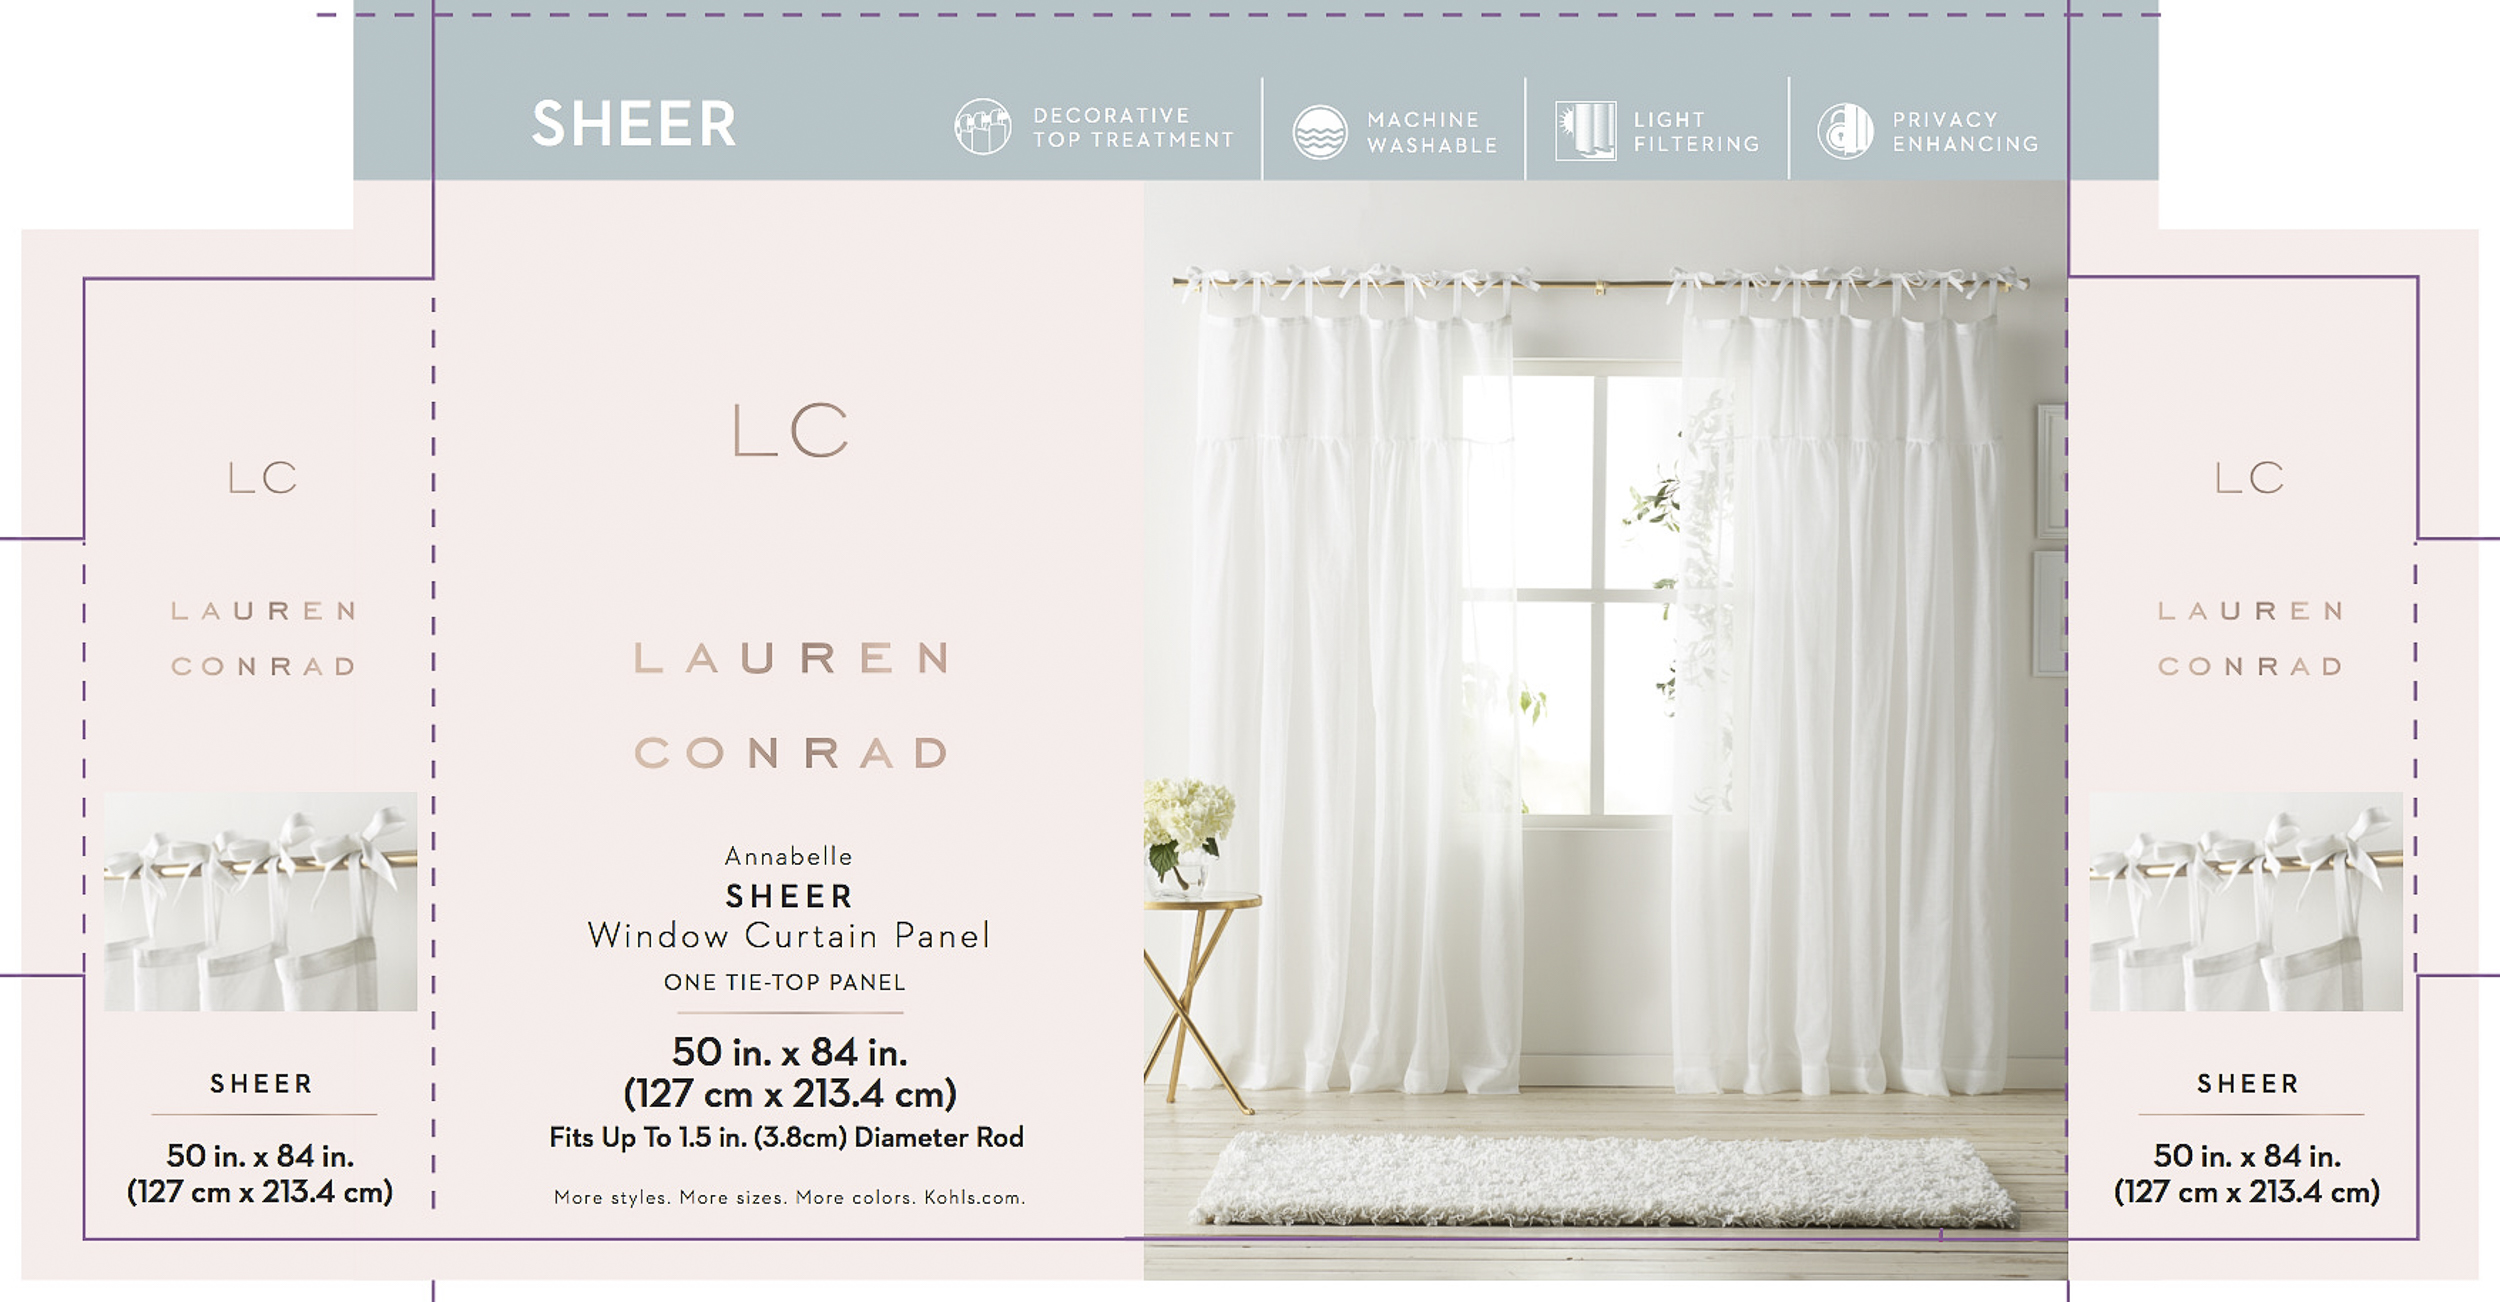 SHEER
DECORATIVE
TOP TREATMENT
MACHINE
WASHABLE
LIGHT
FILTERING
PRIVACY
ENHANCING
LC
LAUREN
CONRAD
SHEER
50 in. x 84 in.
(127 cm x 213.4 cm)
LC
LAUREN
CONRAD
Annabelle
SHEER
Window Curtain Panel
ONE TIE-TOP PANEL
50 in. x 84 in.
(127 cm x 213.4 cm)
Fits Up To 1.5 in. (3.8cm) Diameter Rod
More styles. More sizes. More colors. Kohls.com.
LC
LAUREN
CONRAD
SHEER
50 in. x 84 in.
(127 cm x 213.4 cm)